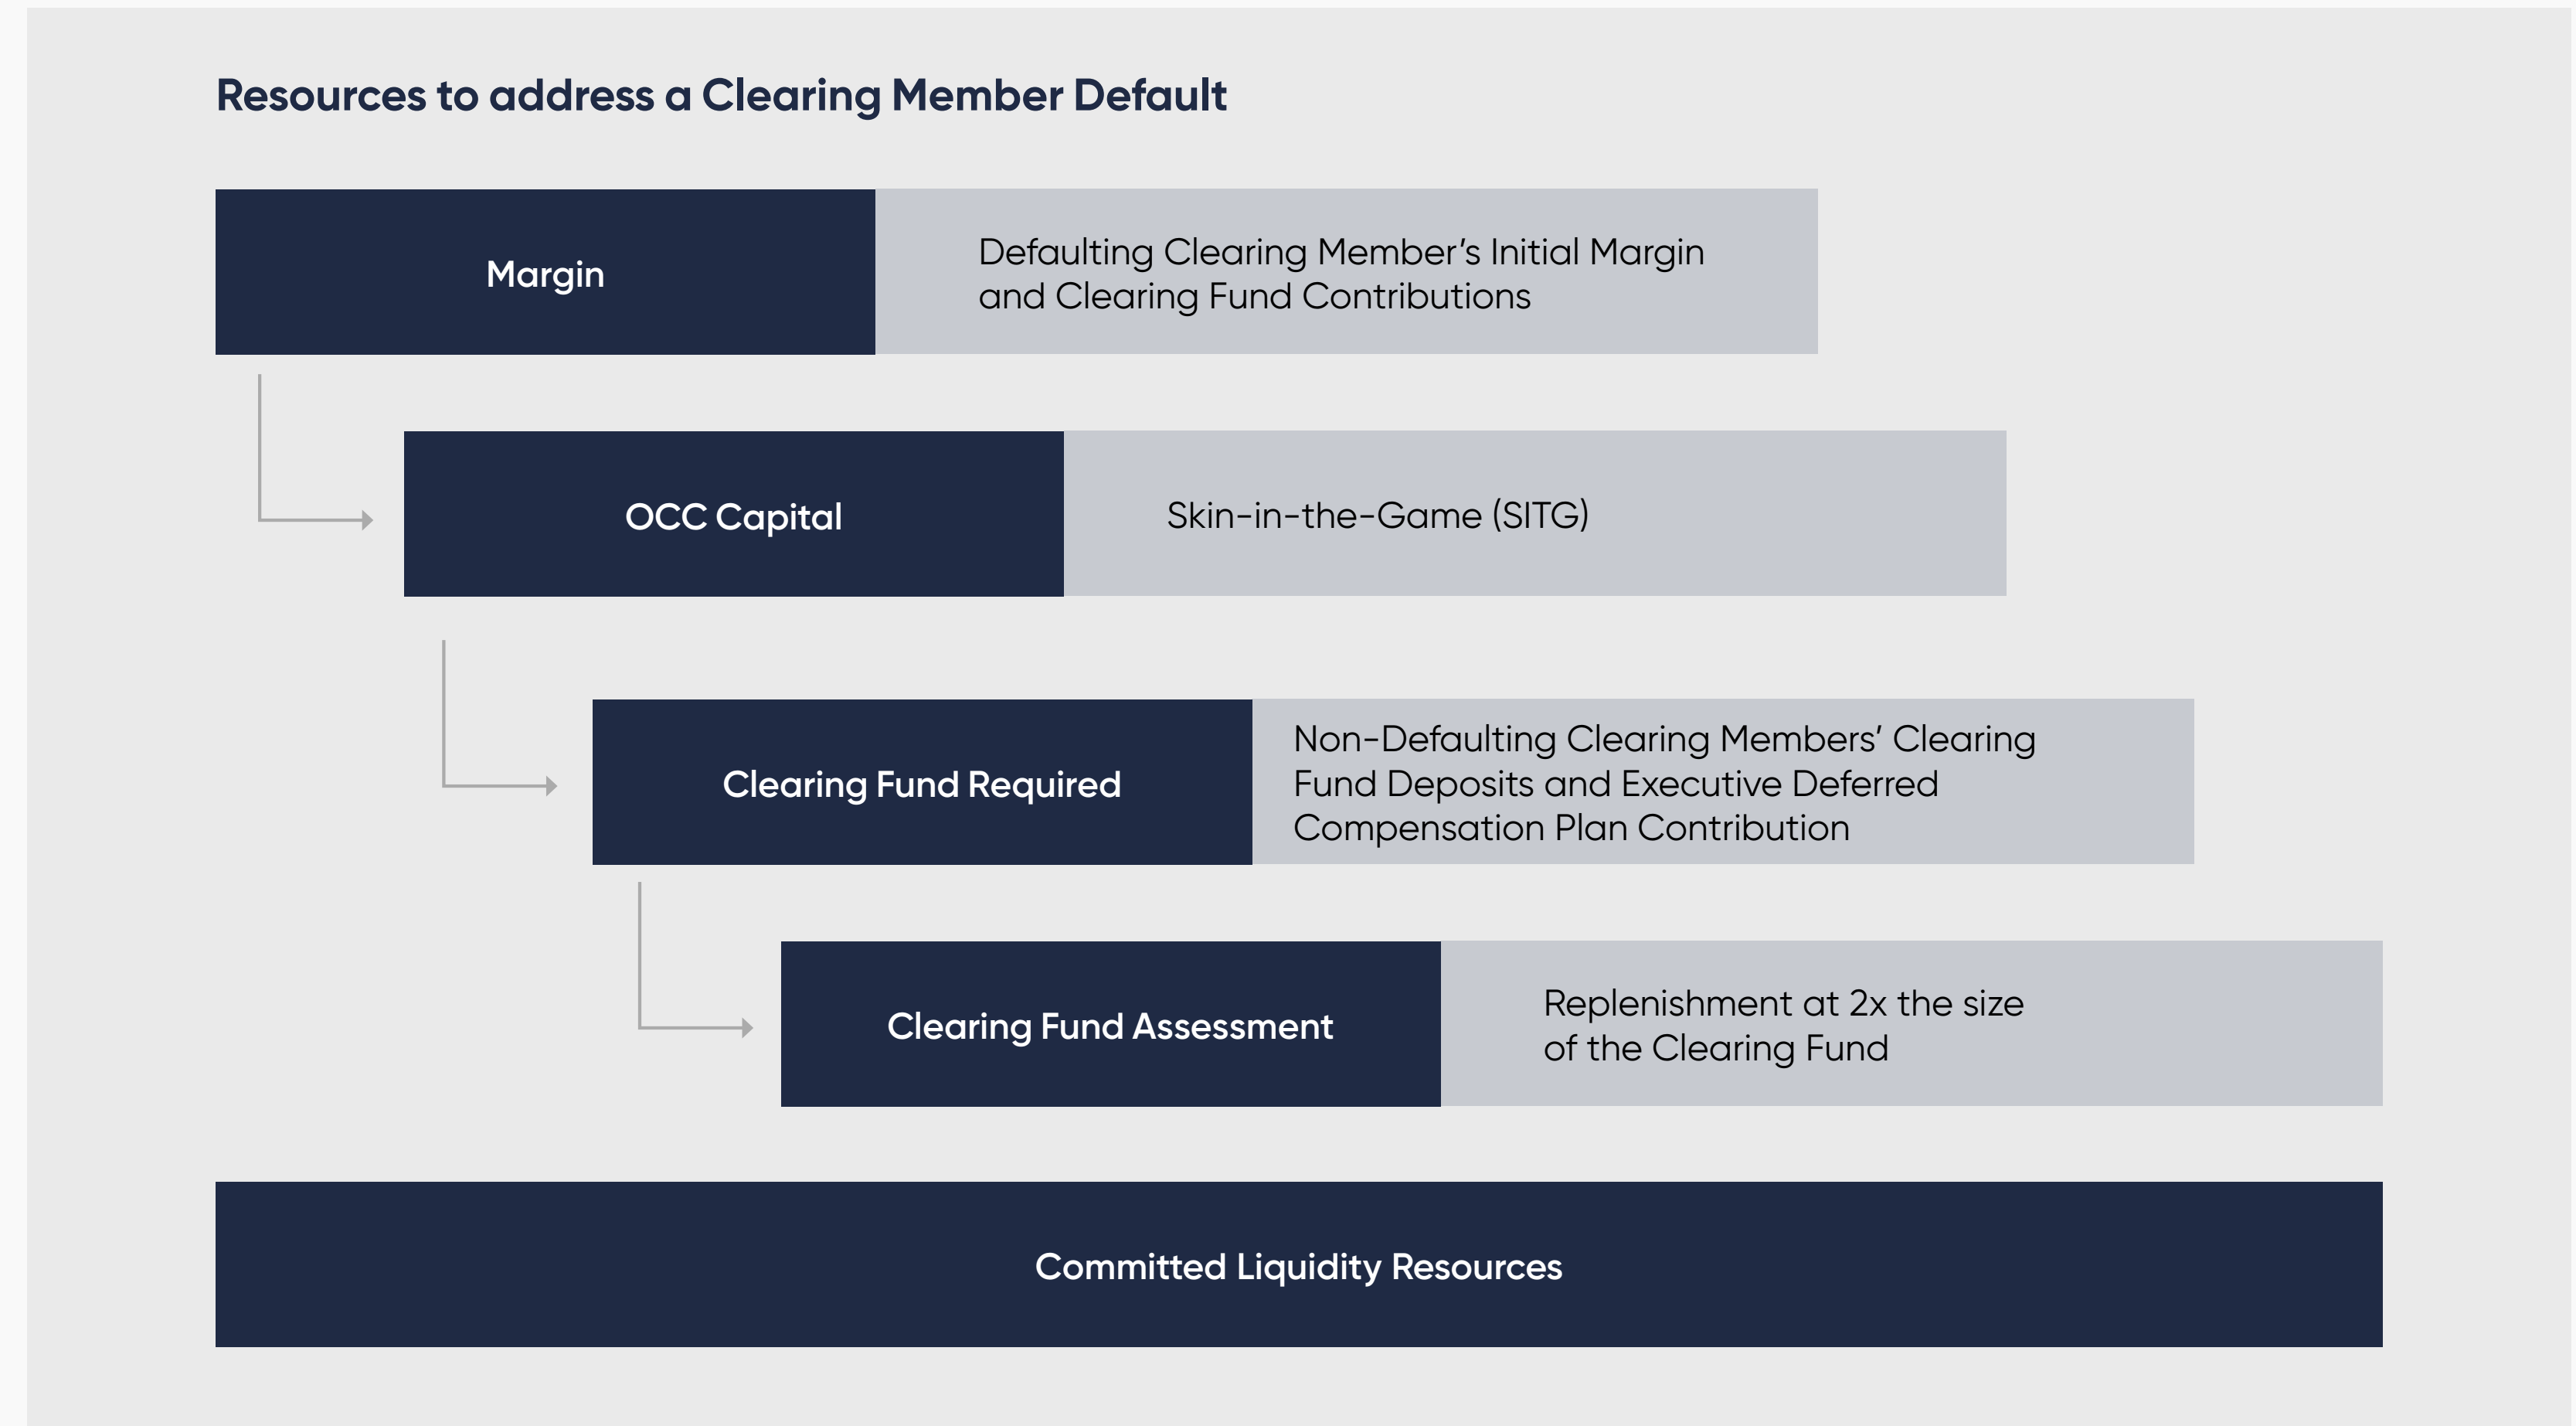 Resources to address a Clearing Member Default
Margin
Defaulting Clearing Member’s Initial Margin
and Clearing Fund Contributions
OCC Capital
Skin-in-the-Game (SITG)
Clearing Fund Required
Non-Defaulting Clearing Members’ Clearing
Fund Deposits and Executive Deferred
Compensation Plan Contribution
Clearing Fund Assessment
Replenishment at 2x the size
of the Clearing Fund
Committed Liquidity Resources